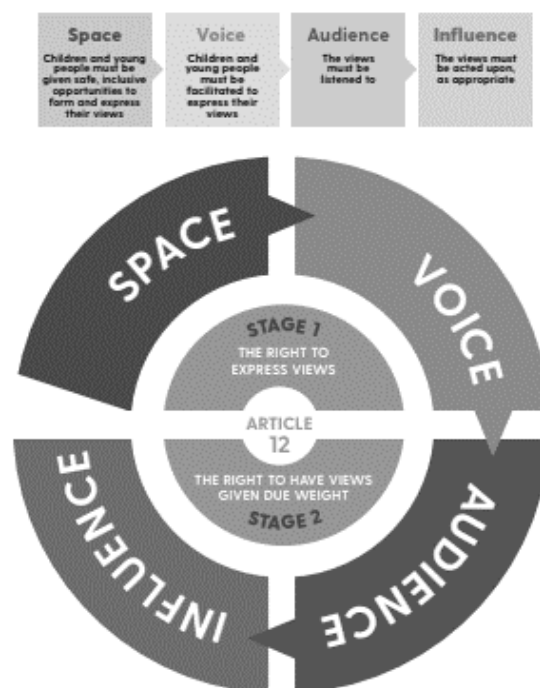 Space
Children and young
people must be
given safe, inclusive
opportunities to
form and express
their views
Voice
Children and
young people
must be
facilitated to
express their
views
Audience
The views
must be
listened to
Influence
The views must
be acted upon,
as appropriate
SPACE
VOICE
STAGE 1
THE RIGHT TO
EXPRESS VIEWS
ARTICLE
12
THE RIGHT TO HAVE VIEWS
GIVEN DUE WEIGHT
STAGE 2
AUDIENCE
INFLUENCE